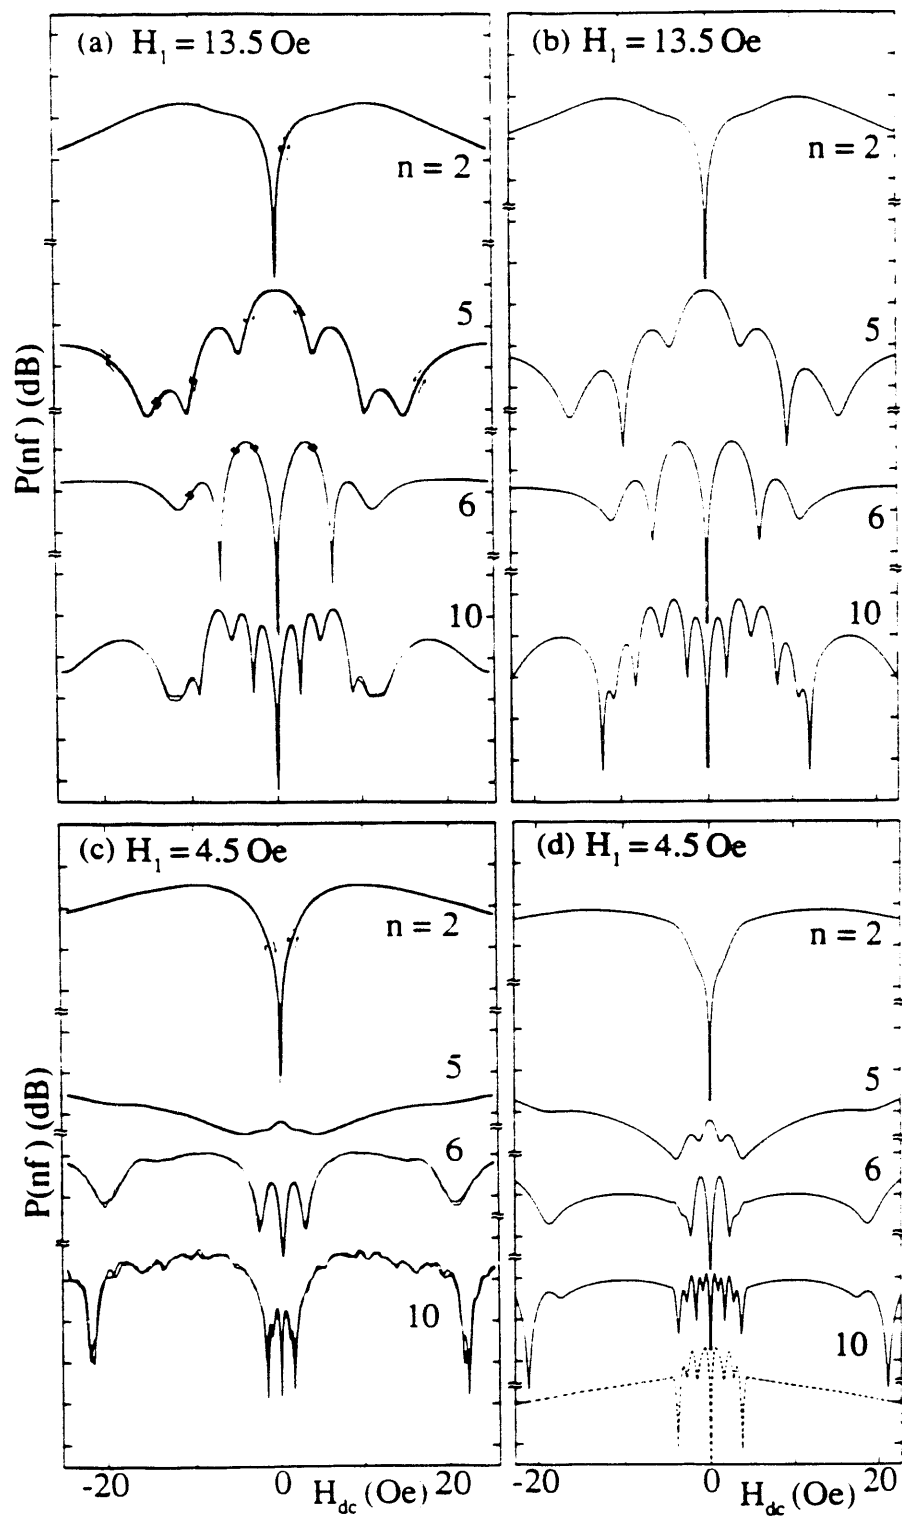 (a) H₁ = 13.5 Oe
n = 2
5
6
10
P(nf) (dB)
(b) H₁ = 13.5 Oe
n = 2
5
6
10
(c) H₁ = 4.5 Oe
n = 2
5
6
10
P(nf) (dB)
-20
0
20
H_dc (Oe)
(d) H₁ = 4.5 Oe
n = 2
5
6
10
-20
0
20
H_dc (Oe)